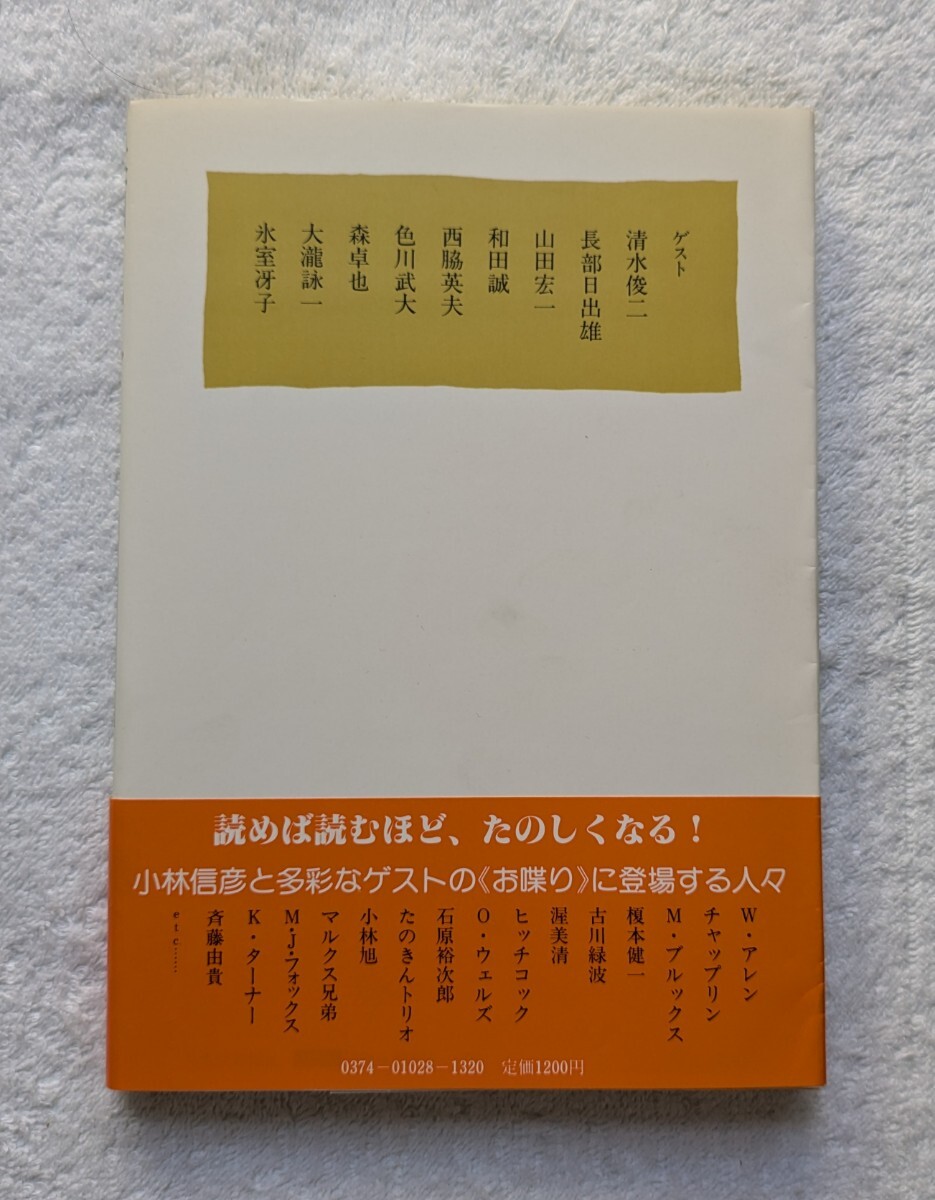 ゲスト
清水俊二
長部日出雄
山田宏一
和田誠
西脇英夫
色川武大
森卓也
大瀧詠一
氷室冴子
読めば読むほど、たのしくなる!
小林信彦と多彩なゲストの《お喋り》に登場する人々
W・アレン
チャップリン
M・ブルックス
榎本健一
古川緑波
渥美清
ヒッチコック
O・ウェルズ
石原裕次郎
たのきんトリオ
小林旭
マルクス兄弟
M・J・フォックス
K・ターナー
斉藤由貴
etc……
0374-01028-1320 定価1200円